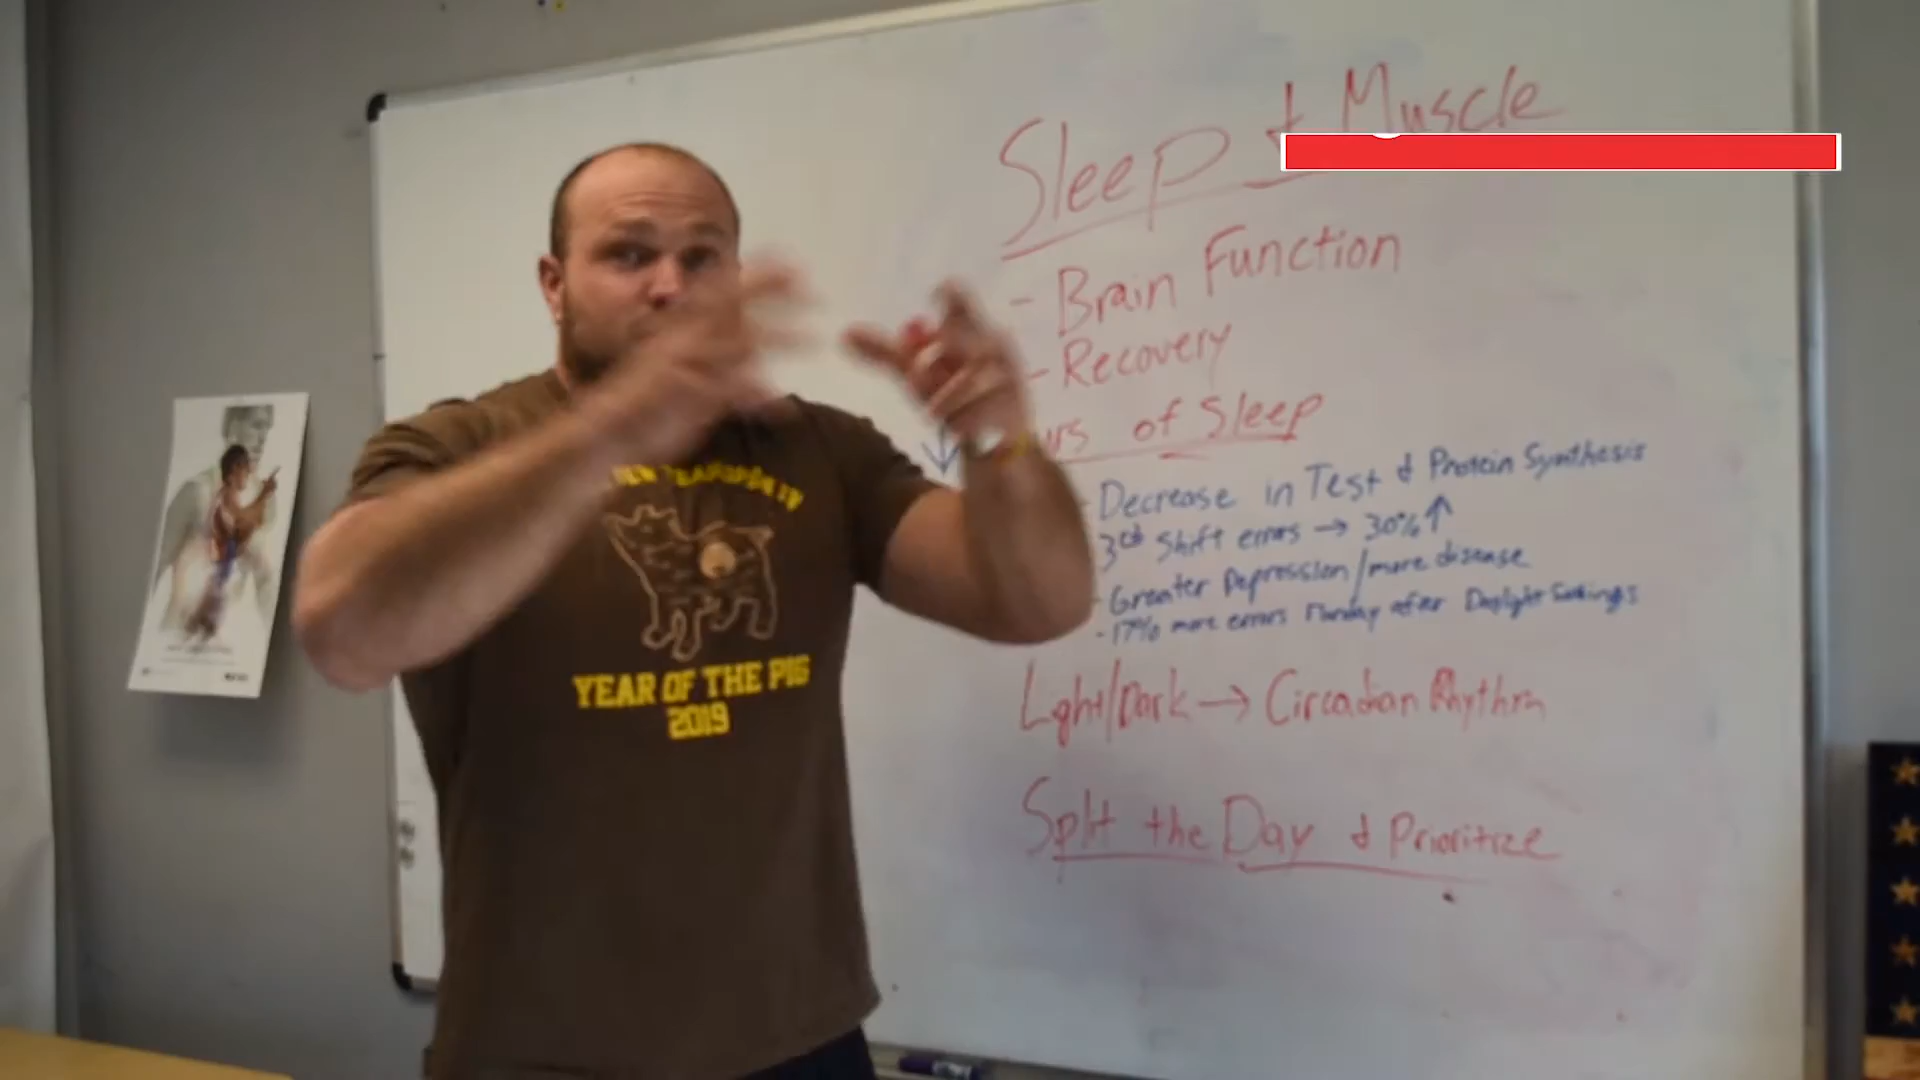 Sleep & Muscle
- Brain Function
- Recovery
of Sleep
Decrease in Test & Protein Synthesis
3rd Shift errors → 30% ↑
- Greater Depression/more disease
- 17% more errors Monday after Daylight Savings
Light/Dark → Circadian Rhythm
Split the Day & Prioritize
YEAR OF THE PIG
2019